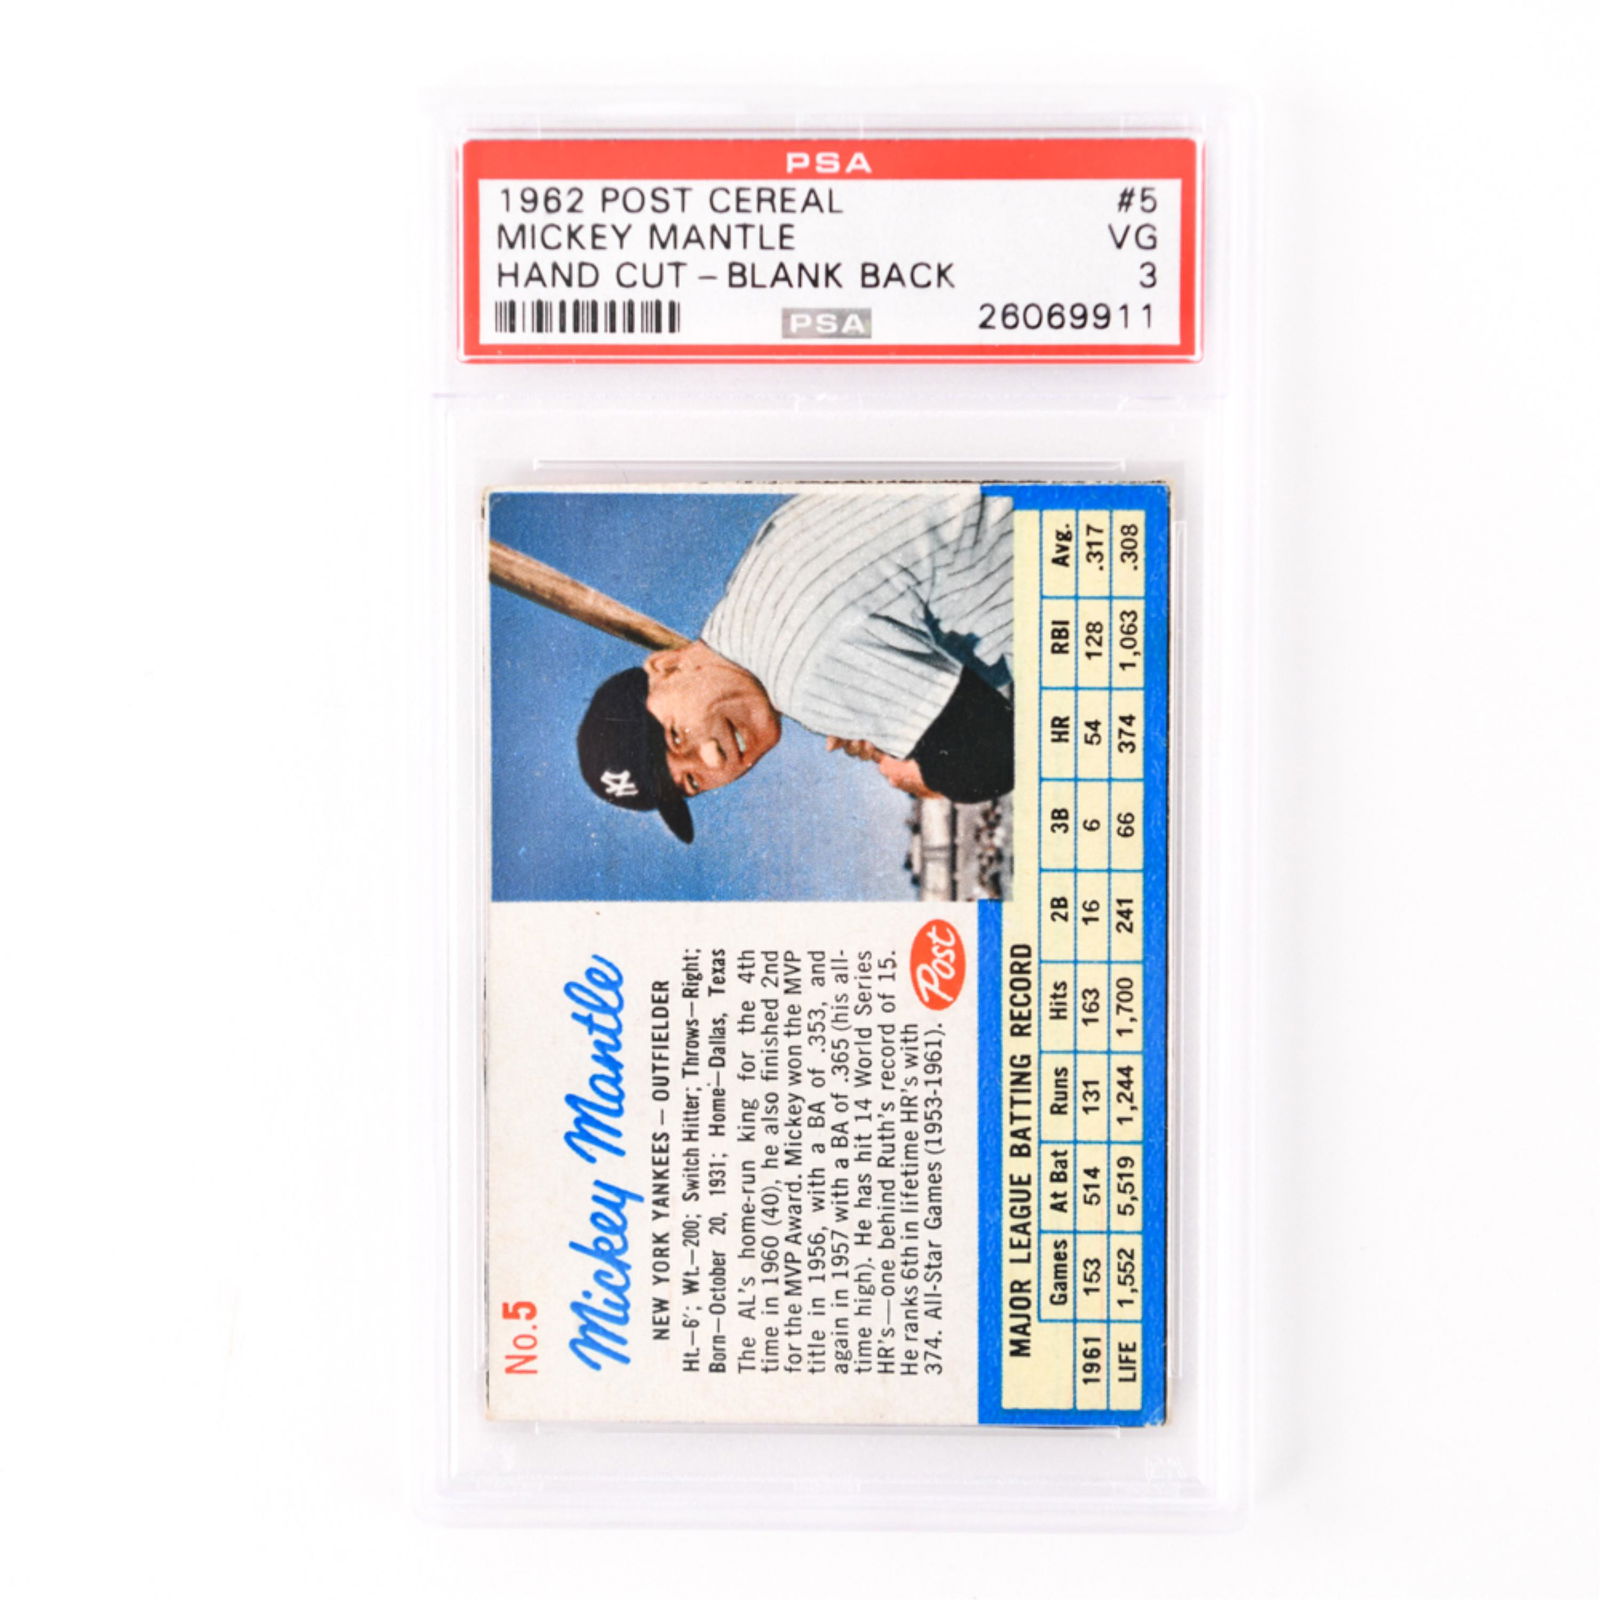 PSA
1962 POST CEREAL #5
MICKEY MANTLE VG
HAND CUT – BLANK BACK 3
PSA 26069911
No. 5
Mickey Mantle
NEW YORK YANKEES — OUTFIELDER
Ht.—6'; Wt.—200; Switch Hitter; Throws—Right;
Born—October 20, 1931; Home—Dallas, Texas
The AL's home-run king for the 4th
time in 1960 (40), he also finished 2nd
for the MVP Award. Mickey won the MVP
title in 1956, with a BA of .353, and
again in 1957 with a BA of .365 (his all-
time high). He has hit 14 World Series
HR's—one behind Ruth's record of 15.
He ranks 6th in lifetime HR's with
374. All-Star Games (1953-1961).
Post
NY
MAJOR LEAGUE BATTING RECORD
Games At Bat Runs Hits 2B 3B HR RBI Avg.
1961 153 514 131 163 16 6 54 128 .317
LIFE 1,552 5,519 1,244 1,700 241 66 374 1,063 .308